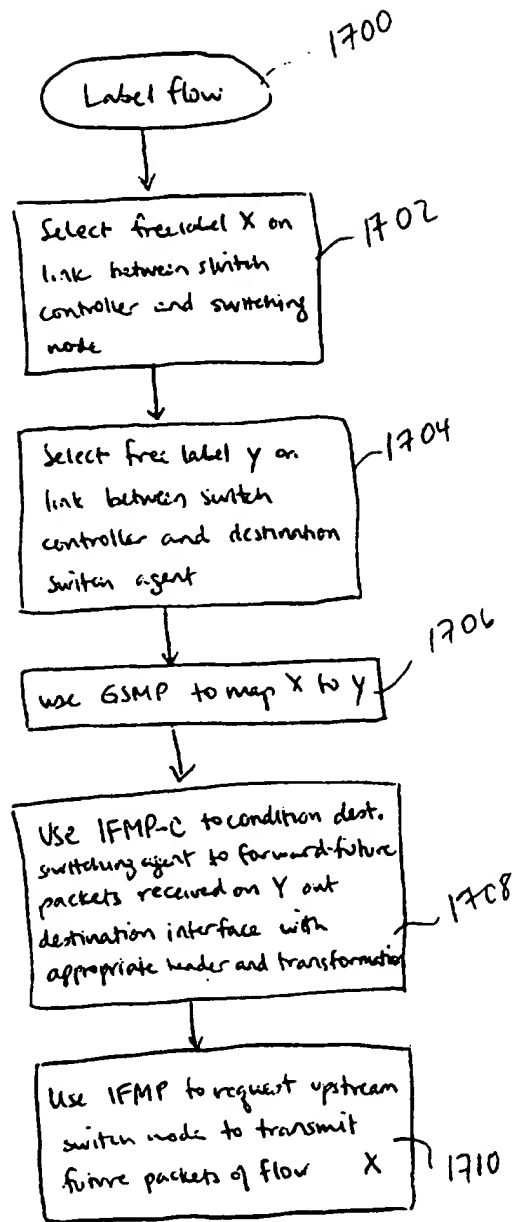 1700
Label flow
Select free label X on
link between switch
controller and switching
node
1702
Select free label y on
link between switch
controller and destination
switch agent
1704
use GSMP to map X to Y
1706
Use IFMP-C to condition dest.
switching agent to forward future
packets received on Y out
destination interface with
appropriate header and transformation
1708
Use IFMP to request upstream
switch node to transmit
future packets of flow X
1710